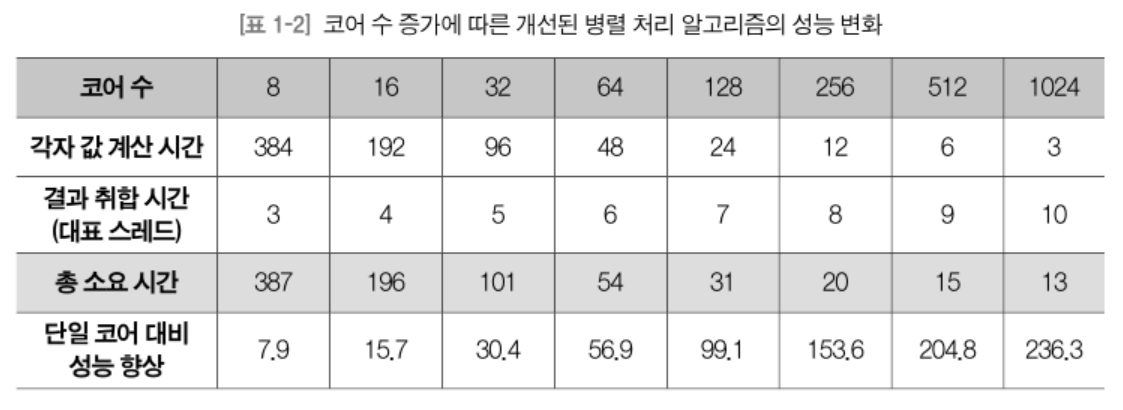 [표 1-2] 코어 수 증가에 따른 개선된 병렬 처리 알고리즘의 성능 변화
코어 수 8 16 32 64 128 256 512 1024
각자 값 계산 시간 384 192 96 48 24 12 6 3
결과 취합 시간
(대표 스레드) 3 4 5 6 7 8 9 10
총 소요 시간 387 196 101 54 31 20 15 13
단일 코어 대비
성능 향상 7.9 15.7 30.4 56.9 99.1 153.6 204.8 236.3